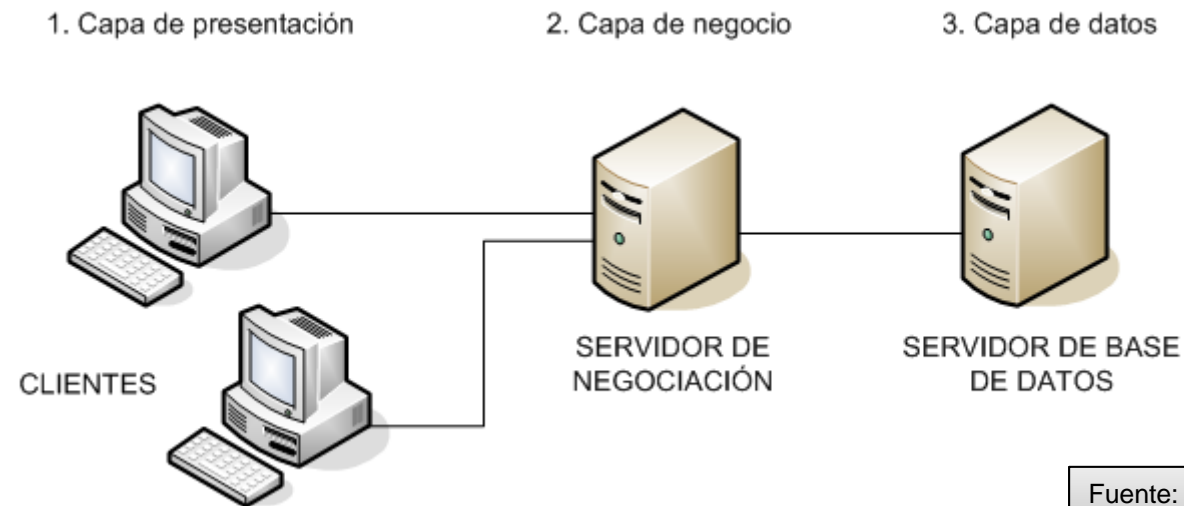 1. Capa de presentación
2. Capa de negocio
3. Capa de datos
CLIENTES
SERVIDOR DE
NEGOCIACIÓN
SERVIDOR DE BASE
DE DATOS
Fuente: